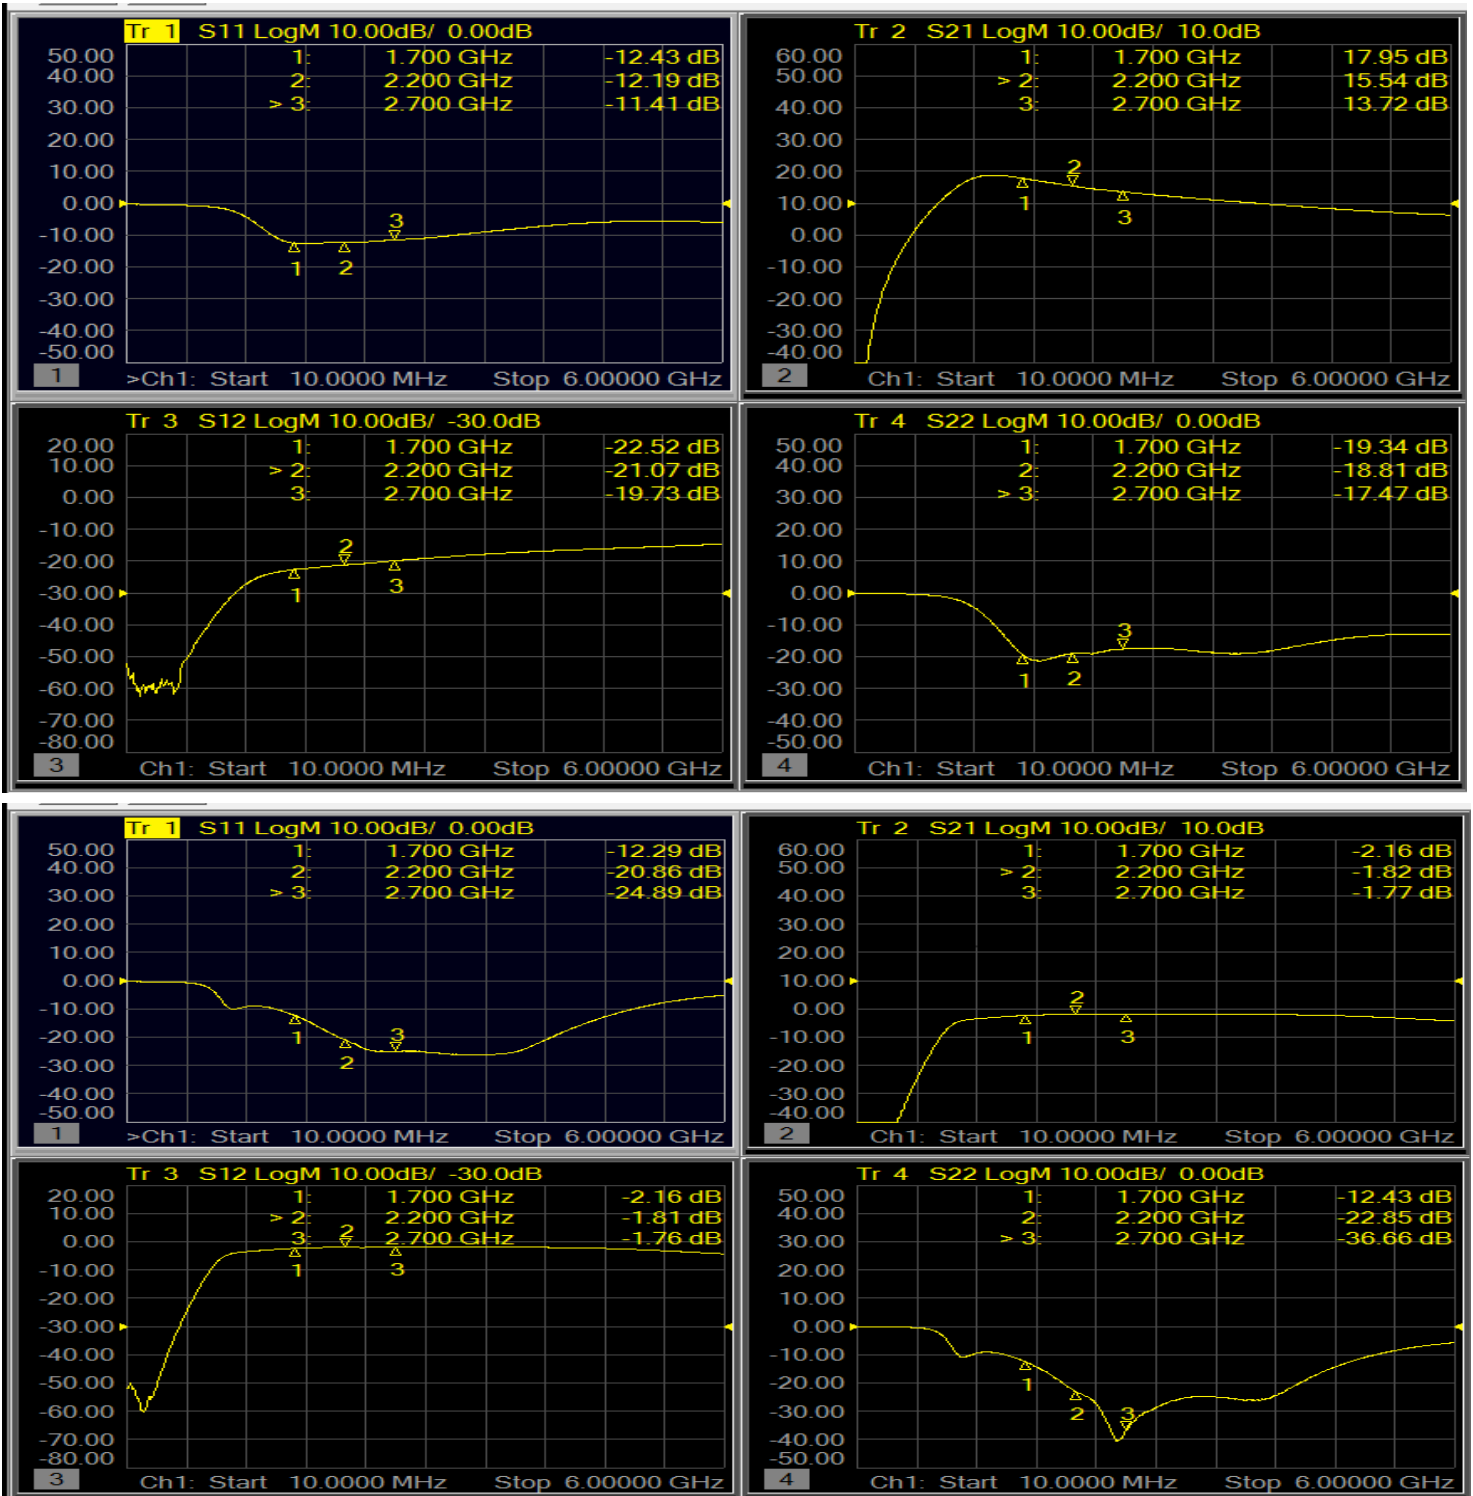 Tr 1 S11 LogM 10.00dB/ 0.00dB
50.00
40.00
30.00
20.00
10.00
0.00
-10.00
-20.00
-30.00
-40.00
-50.00
1: 1.700 GHz -12.43 dB
2: 2.200 GHz -12.19 dB
> 3: 2.700 GHz -11.41 dB
3
1 2
1 >Ch1: Start 10.0000 MHz Stop 6.00000 GHz
Tr 2 S21 LogM 10.00dB/ 10.0dB
60.00
50.00
40.00
30.00
20.00
10.00
0.00
-10.00
-20.00
-30.00
-40.00
1: 1.700 GHz 17.95 dB
> 2: 2.200 GHz 15.54 dB
3: 2.700 GHz 13.72 dB
2
1 3
2 Ch1: Start 10.0000 MHz Stop 6.00000 GHz
Tr 3 S12 LogM 10.00dB/ -30.0dB
20.00
10.00
0.00
-10.00
-20.00
-30.00
-40.00
-50.00
-60.00
-70.00
-80.00
1: 1.700 GHz -22.52 dB
> 2: 2.200 GHz -21.07 dB
3: 2.700 GHz -19.73 dB
2
1 3
3 Ch1: Start 10.0000 MHz Stop 6.00000 GHz
Tr 4 S22 LogM 10.00dB/ 0.00dB
50.00
40.00
30.00
20.00
10.00
0.00
-10.00
-20.00
-30.00
-40.00
-50.00
1: 1.700 GHz -19.34 dB
2: 2.200 GHz -18.81 dB
> 3: 2.700 GHz -17.47 dB
3
1 2
4 Ch1: Start 10.0000 MHz Stop 6.00000 GHz
Tr 1 S11 LogM 10.00dB/ 0.00dB
50.00
40.00
30.00
20.00
10.00
0.00
-10.00
-20.00
-30.00
-40.00
-50.00
1: 1.700 GHz -12.29 dB
2: 2.200 GHz -20.86 dB
> 3: 2.700 GHz -24.89 dB
1 3
2
1 >Ch1: Start 10.0000 MHz Stop 6.00000 GHz
Tr 2 S21 LogM 10.00dB/ 10.0dB
60.00
50.00
40.00
30.00
20.00
10.00
0.00
-10.00
-20.00
-30.00
-40.00
1: 1.700 GHz -2.16 dB
> 2: 2.200 GHz -1.82 dB
3: 2.700 GHz -1.77 dB
2
1 3
2 Ch1: Start 10.0000 MHz Stop 6.00000 GHz
Tr 3 S12 LogM 10.00dB/ -30.0dB
20.00
10.00
0.00
-10.00
-20.00
-30.00
-40.00
-50.00
-60.00
-70.00
-80.00
1: 1.700 GHz -2.16 dB
> 2: 2.200 GHz -1.81 dB
3: 2.700 GHz -1.76 dB
2
1 3
3 Ch1: Start 10.0000 MHz Stop 6.00000 GHz
Tr 4 S22 LogM 10.00dB/ 0.00dB
50.00
40.00
30.00
20.00
10.00
0.00
-10.00
-20.00
-30.00
-40.00
-50.00
1: 1.700 GHz -12.43 dB
2: 2.200 GHz -22.85 dB
> 3: 2.700 GHz -36.66 dB
1
2 3
4 Ch1: Start 10.0000 MHz Stop 6.00000 GHz